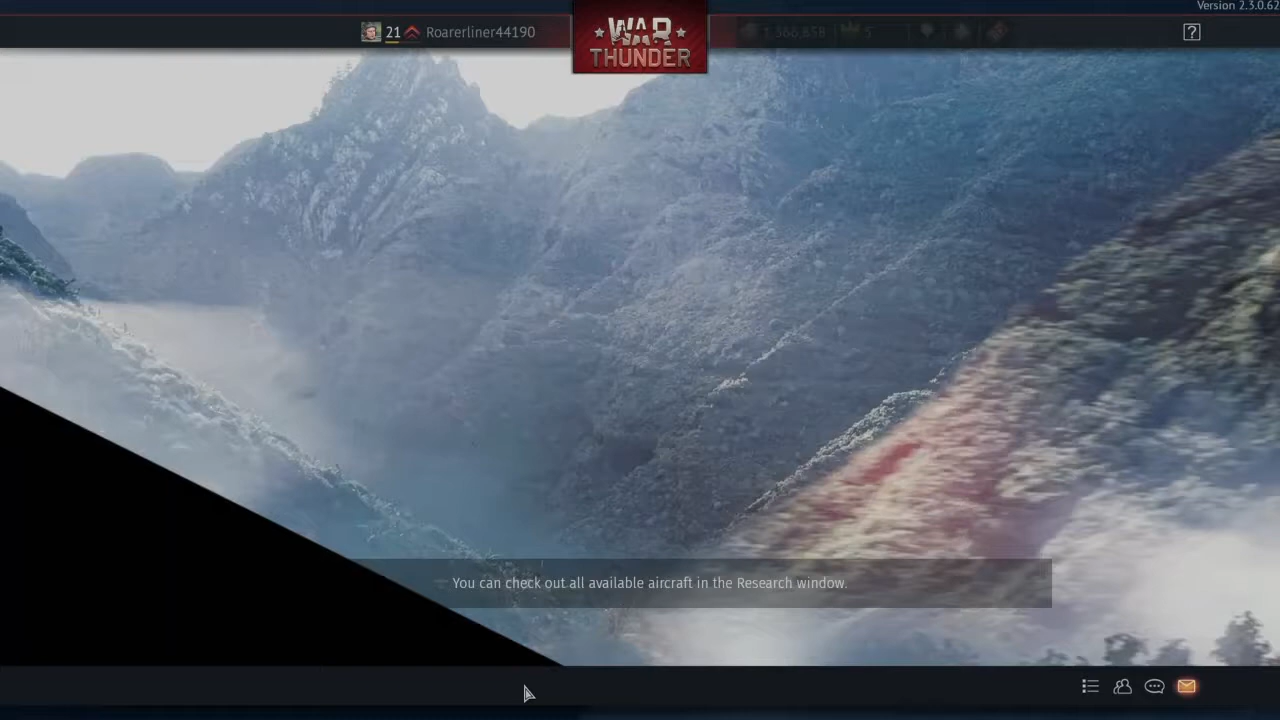 Version 2.3.0.62
21 Roarerliner44190
WAR
THUNDER
5
?
You can check out all available aircraft in the Research window.